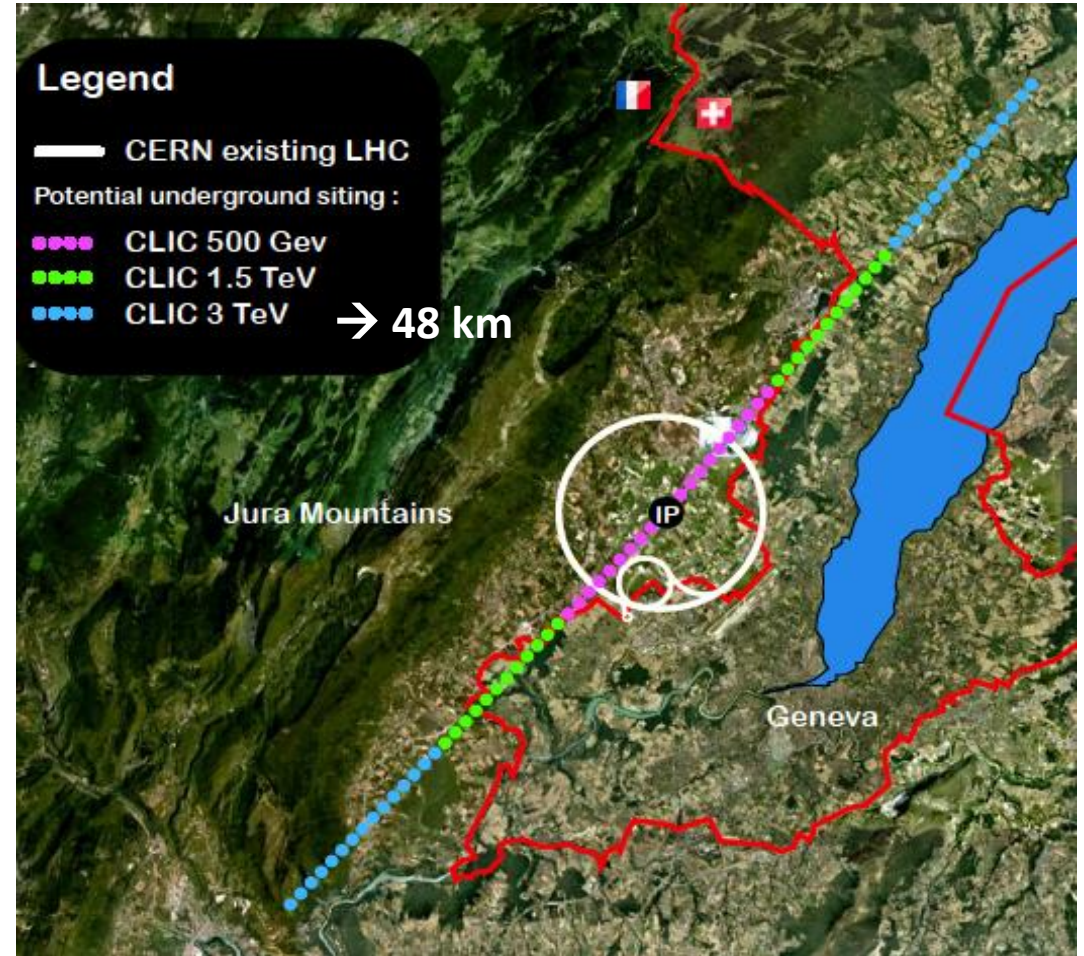 Legend
CERN existing LHC
Potential underground siting :
CLIC 500 Gev
CLIC 1.5 TeV
CLIC 3 TeV → 48 km
IP
Jura Mountains
Geneva